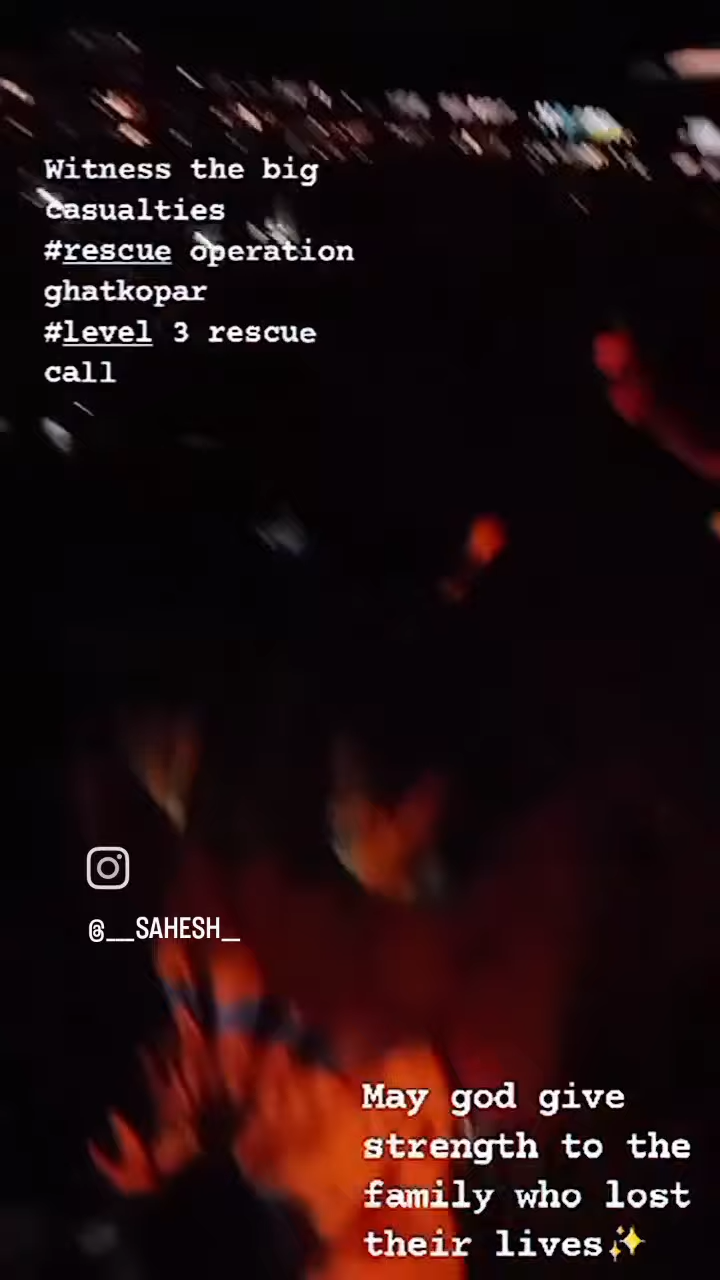 Witness the big
casualties
#rescue operation
ghatkopar
#level 3 rescue
call
@__SAHESH_
May god give
strength to the
family who lost
their lives✨